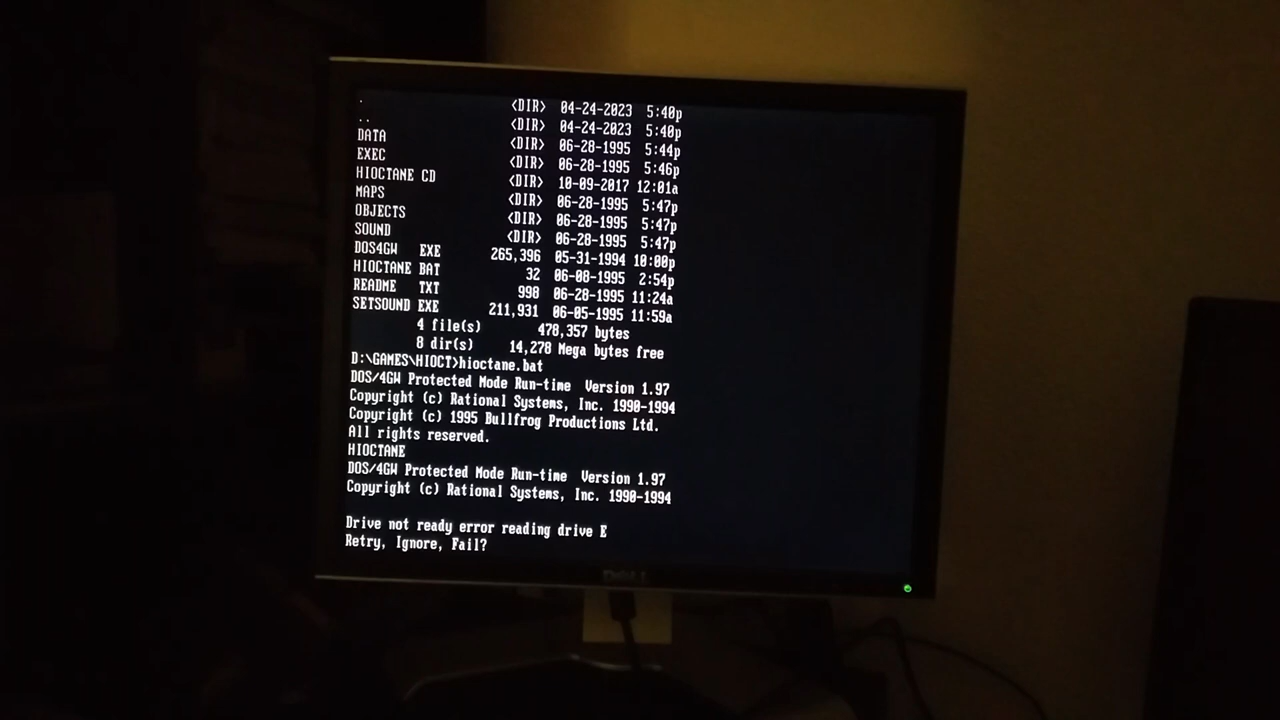 . <DIR> 04-24-2023 5:40p
.. <DIR> 04-24-2023 5:40p
DATA <DIR> 06-28-1995 5:44p
EXEC <DIR> 06-28-1995 5:46p
HIOCTANE CD <DIR> 10-09-2017 12:01a
MAPS <DIR> 06-28-1995 5:47p
OBJECTS <DIR> 06-28-1995 5:47p
SOUND <DIR> 06-28-1995 5:47p
DOS4GW EXE 265,396 05-31-1994 10:00p
HIOCTANE BAT 32 06-08-1995 2:54p
README TXT 998 06-28-1995 11:24a
SETSOUND EXE 211,931 06-05-1995 11:59a
4 file(s) 478,357 bytes
8 dir(s) 14,278 Mega bytes free
D:\GAMES\HIOCT>hioctane.bat
DOS/4GW Protected Mode Run-time Version 1.97
Copyright (c) Rational Systems, Inc. 1990-1994
Copyright (c) 1995 Bullfrog Productions Ltd.
All rights reserved.
HIOCTANE
DOS/4GW Protected Mode Run-time Version 1.97
Copyright (c) Rational Systems, Inc. 1990-1994
Drive not ready error reading drive E
Retry, Ignore, Fail?
DELL